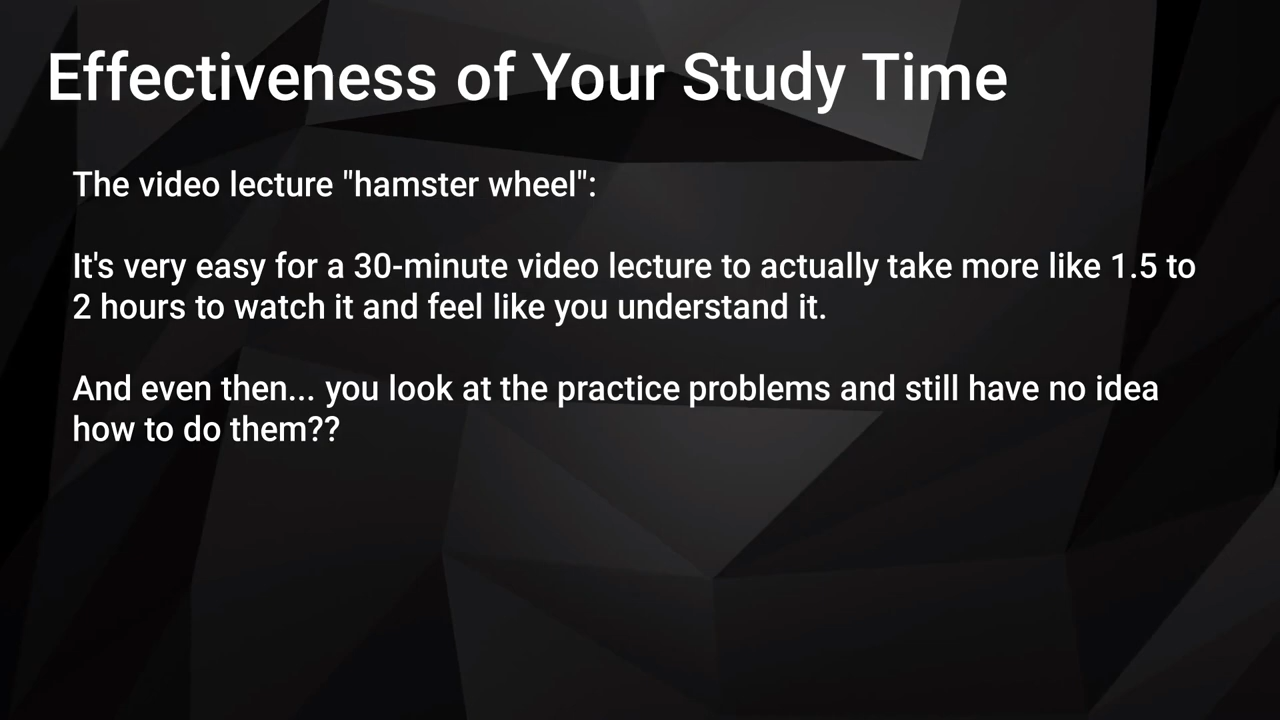 Effectiveness of Your Study Time
The video lecture "hamster wheel":
It's very easy for a 30-minute video lecture to actually take more like 1.5 to
2 hours to watch it and feel like you understand it.
And even then... you look at the practice problems and still have no idea
how to do them??